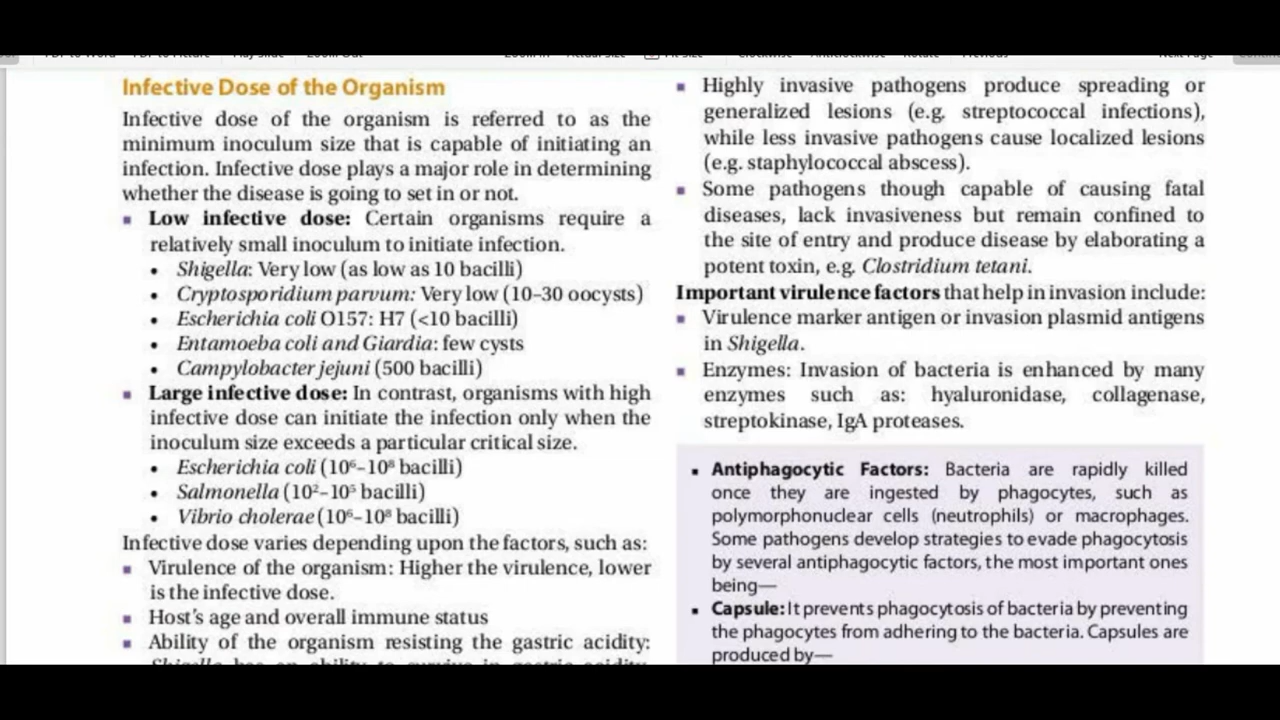 Infective Dose of the Organism
Infective dose of the organism is referred to as the
minimum inoculum size that is capable of initiating an
infection. Infective dose plays a major role in determining
whether the disease is going to set in or not.
▪ Low infective dose: Certain organisms require a
relatively small inoculum to initiate infection.
• Shigella: Very low (as low as 10 bacilli)
• Cryptosporidium parvum: Very low (10–30 oocysts)
• Escherichia coli O157: H7 (<10 bacilli)
• Entamoeba coli and Giardia: few cysts
• Campylobacter jejuni (500 bacilli)
▪ Large infective dose: In contrast, organisms with high
infective dose can initiate the infection only when the
inoculum size exceeds a particular critical size.
• Escherichia coli (10⁶–10⁸ bacilli)
• Salmonella (10²–10⁵ bacilli)
• Vibrio cholerae (10⁶–10⁸ bacilli)
Infective dose varies depending upon the factors, such as:
▪ Virulence of the organism: Higher the virulence, lower
is the infective dose.
▪ Host's age and overall immune status
▪ Ability of the organism resisting the gastric acidity:
▪ Highly invasive pathogens produce spreading or
generalized lesions (e.g. streptococcal infections),
while less invasive pathogens cause localized lesions
(e.g. staphylococcal abscess).
▪ Some pathogens though capable of causing fatal
diseases, lack invasiveness but remain confined to
the site of entry and produce disease by elaborating a
potent toxin, e.g. Clostridium tetani.
Important virulence factors that help in invasion include:
▪ Virulence marker antigen or invasion plasmid antigens
in Shigella.
▪ Enzymes: Invasion of bacteria is enhanced by many
enzymes such as: hyaluronidase, collagenase,
streptokinase, IgA proteases.
▪ Antiphagocytic Factors: Bacteria are rapidly killed
once they are ingested by phagocytes, such as
polymorphonuclear cells (neutrophils) or macrophages.
Some pathogens develop strategies to evade phagocytosis
by several antiphagocytic factors, the most important ones
being—
▪ Capsule: It prevents phagocytosis of bacteria by preventing
the phagocytes from adhering to the bacteria. Capsules are
produced by—